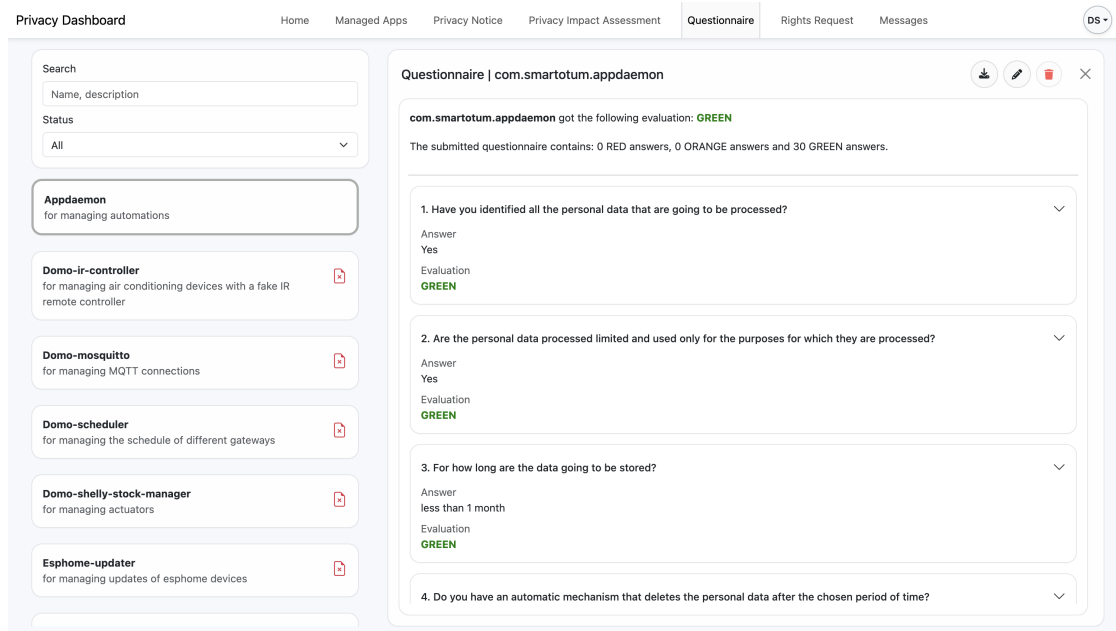 Privacy Dashboard
Home
Managed Apps
Privacy Notice
Privacy Impact Assessment
Questionnaire
Rights Request
Messages
DS
Search
Name, description
Status
All
Appdaemon
for managing automations
Domo-ir-controller
for managing air conditioning devices with a fake IR
remote controller
Domo-mosquitto
for managing MQTT connections
Domo-scheduler
for managing the schedule of different gateways
Domo-shelly-stock-manager
for managing actuators
Esphome-updater
for managing updates of esphome devices
Questionnaire | com.smartotum.appdaemon
com.smartotum.appdaemon got the following evaluation: GREEN
The submitted questionnaire contains: 0 RED answers, 0 ORANGE answers and 30 GREEN answers.
1. Have you identified all the personal data that are going to be processed?
Answer
Yes
Evaluation
GREEN
2. Are the personal data processed limited and used only for the purposes for which they are processed?
Answer
Yes
Evaluation
GREEN
3. For how long are the data going to be stored?
Answer
less than 1 month
Evaluation
GREEN
4. Do you have an automatic mechanism that deletes the personal data after the chosen period of time?